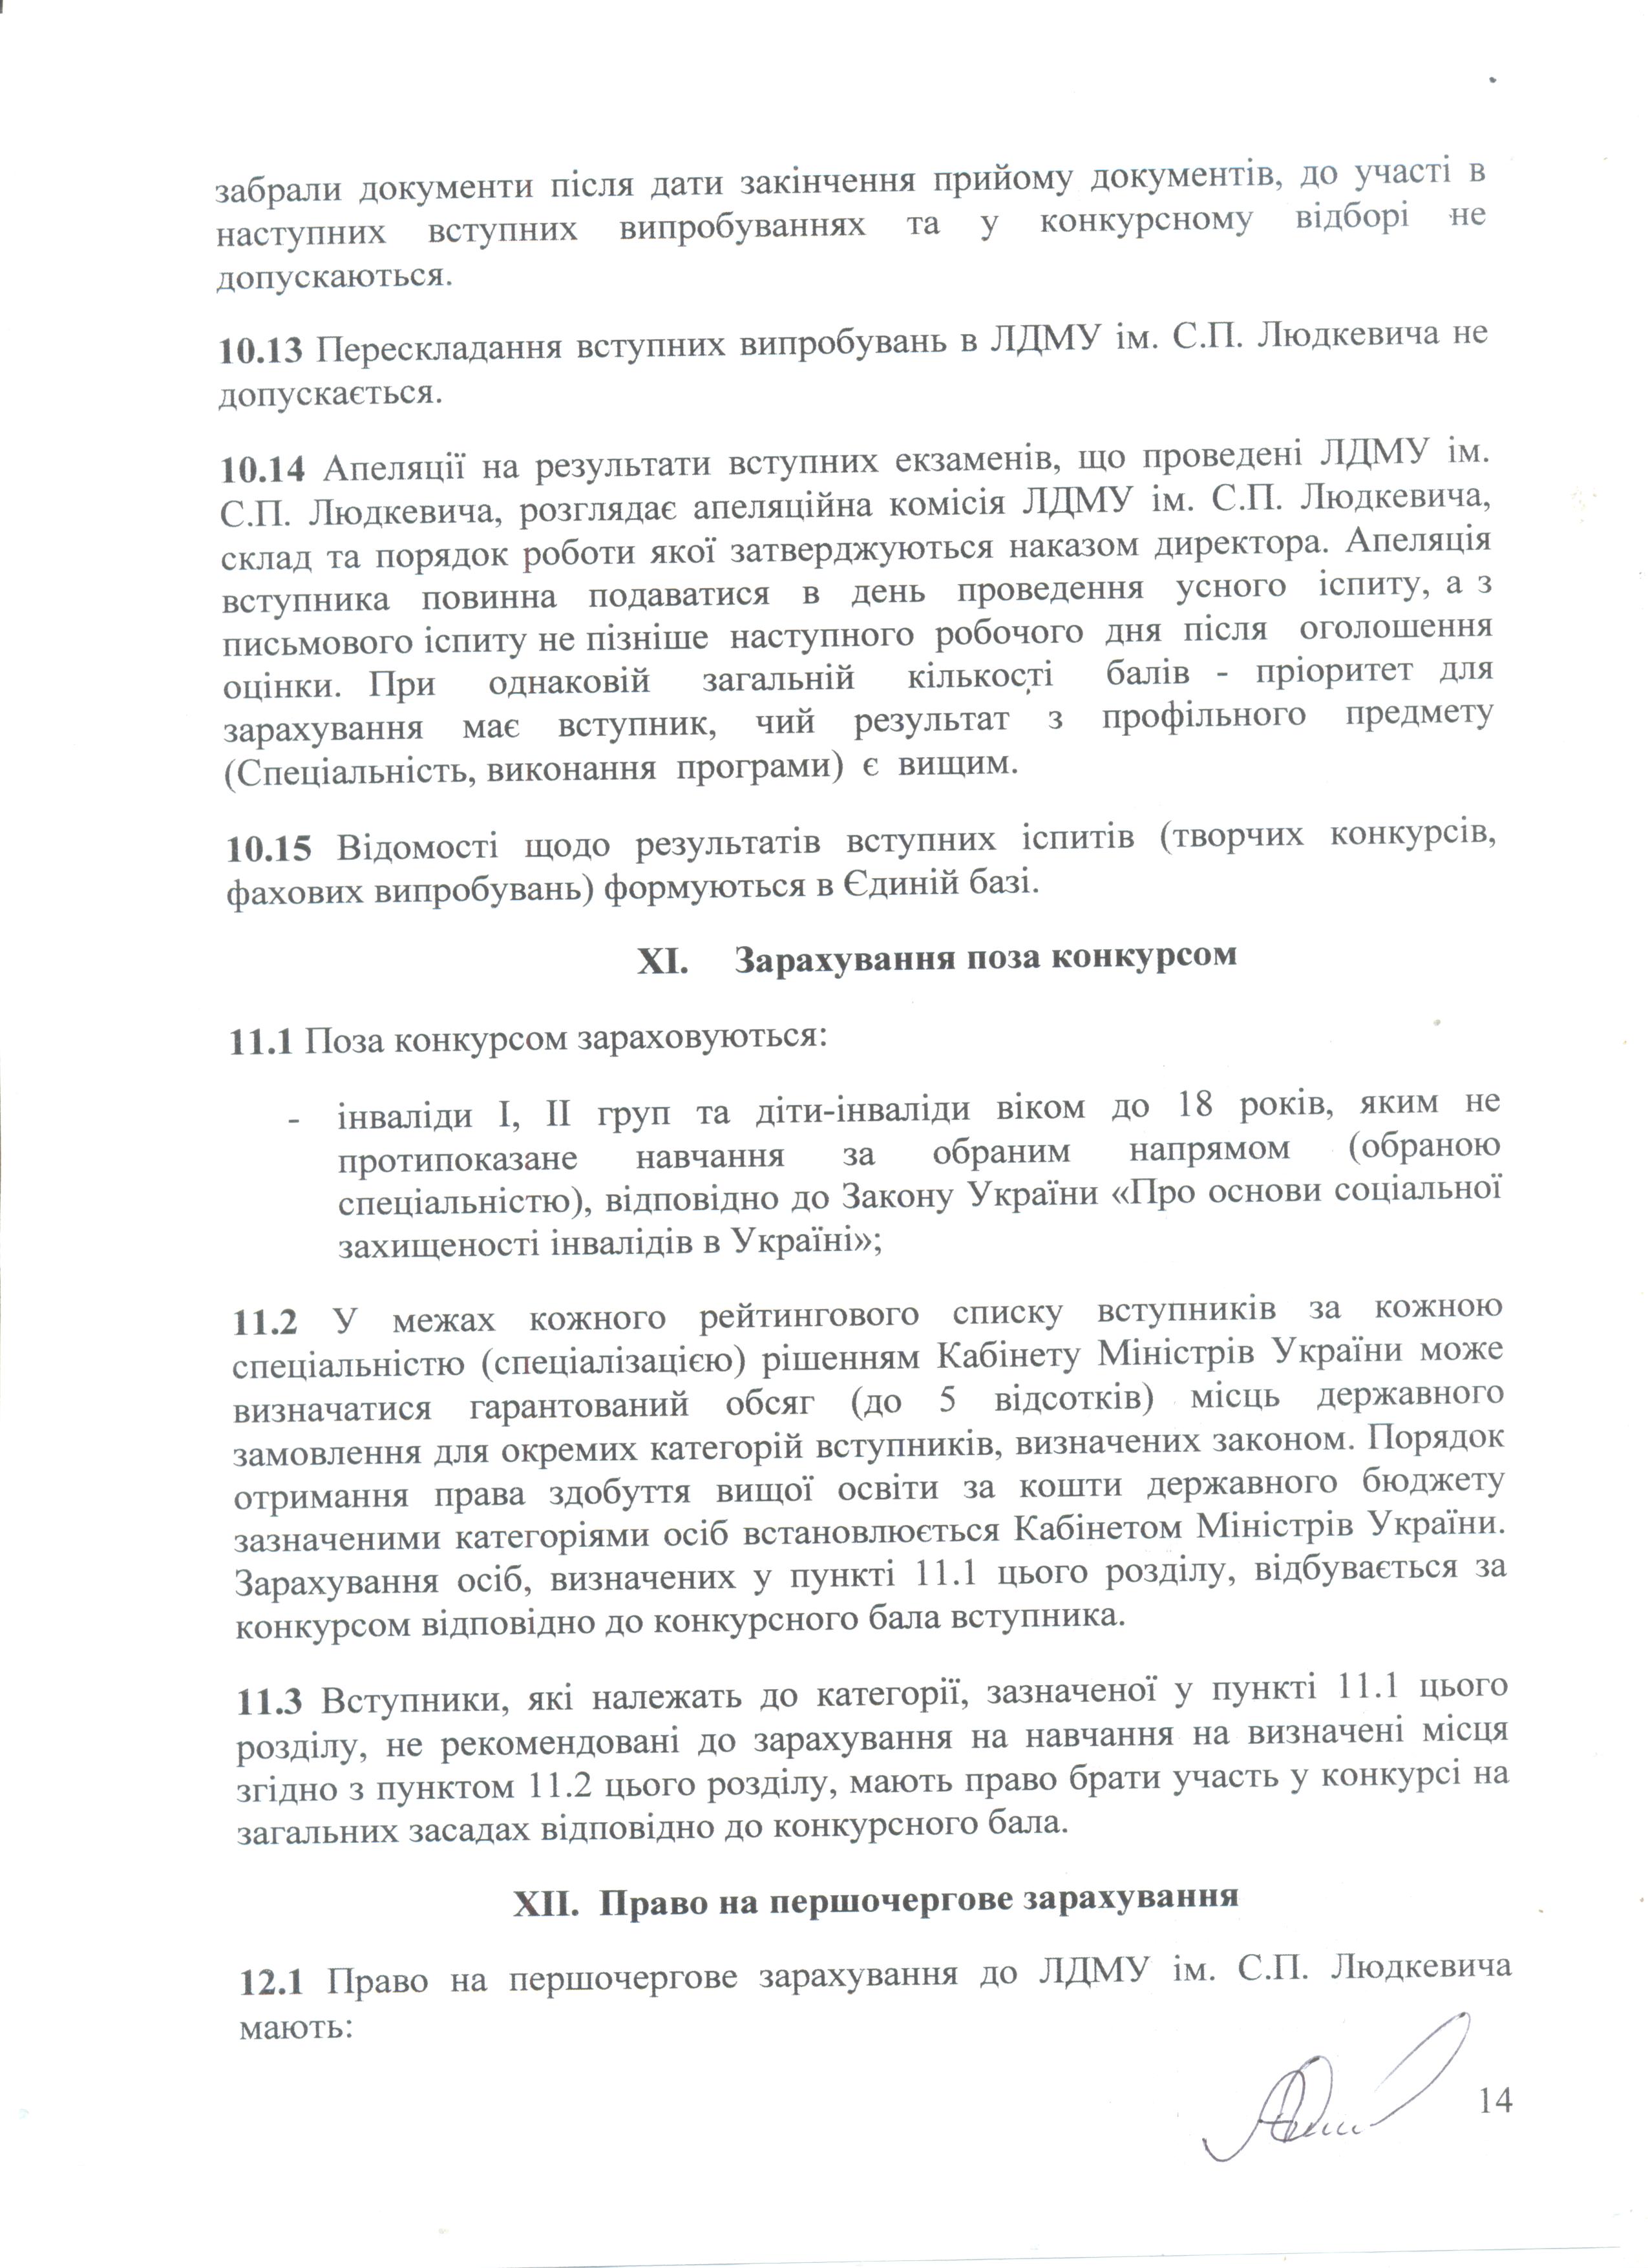 забрали документи після дати закінчення прийому документів, до участі в
наступних вступних випробуваннях та у конкурсному відборі не
допускаються.
10.13 Перескладання вступних випробувань в ЛДМУ ім. С.П. Людкевича не
допускається.
10.14 Апеляції на результати вступних екзаменів, що проведені ЛДМУ ім.
С.П. Людкевича, розглядає апеляційна комісія ЛДМУ ім. С.П. Людкевича,
склад та порядок роботи якої затверджуються наказом директора. Апеляція
вступника повинна подаватися в день проведення усного іспиту, а з
письмового іспиту не пізніше наступного робочого дня після оголошення
оцінки. При однаковій загальній кількості балів - пріоритет для
зарахування має вступник, чий результат з профільного предмету
(Спеціальність, виконання програми) є вищим.
10.15 Відомості щодо результатів вступних іспитів (творчих конкурсів,
фахових випробувань) формуються в Єдиній базі.
XI. Зарахування поза конкурсом
11.1 Поза конкурсом зараховуються:
- інваліди І, ІІ груп та діти-інваліди віком до 18 років, яким не
протипоказане навчання за обраним напрямом (обраною
спеціальністю), відповідно до Закону України «Про основи соціальної
захищеності інвалідів в Україні»;
11.2 У межах кожного рейтингового списку вступників за кожною
спеціальністю (спеціалізацією) рішенням Кабінету Міністрів України може
визначатися гарантований обсяг (до 5 відсотків) місць державного
замовлення для окремих категорій вступників, визначених законом. Порядок
отримання права здобуття вищої освіти за кошти державного бюджету
зазначеними категоріями осіб встановлюється Кабінетом Міністрів України.
Зарахування осіб, визначених у пункті 11.1 цього розділу, відбувається за
конкурсом відповідно до конкурсного бала вступника.
11.3 Вступники, які належать до категорії, зазначеної у пункті 11.1 цього
розділу, не рекомендовані до зарахування на навчання на визначені місця
згідно з пунктом 11.2 цього розділу, мають право брати участь у конкурсі на
загальних засадах відповідно до конкурсного бала.
XII. Право на першочергове зарахування
12.1 Право на першочергове зарахування до ЛДМУ ім. С.П. Людкевича
мають:
14